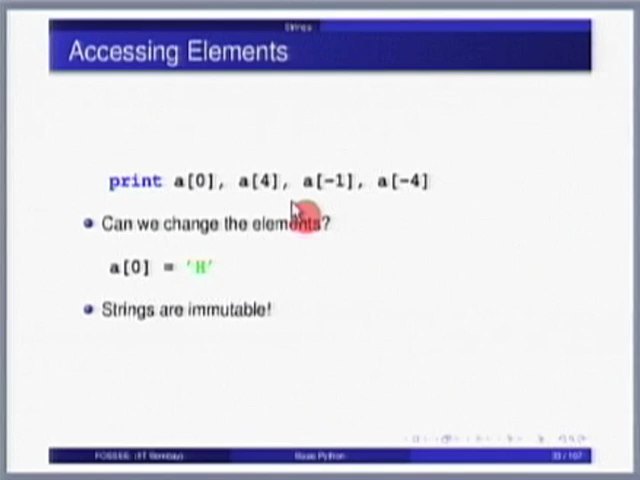 Strings
Accessing Elements
print a[0], a[4], a[-1], a[-4]
Can we change the elements?
a[0] = 'H'
Strings are immutable!
FOSSEE (IIT Bombay) Basic Python 33 / 107